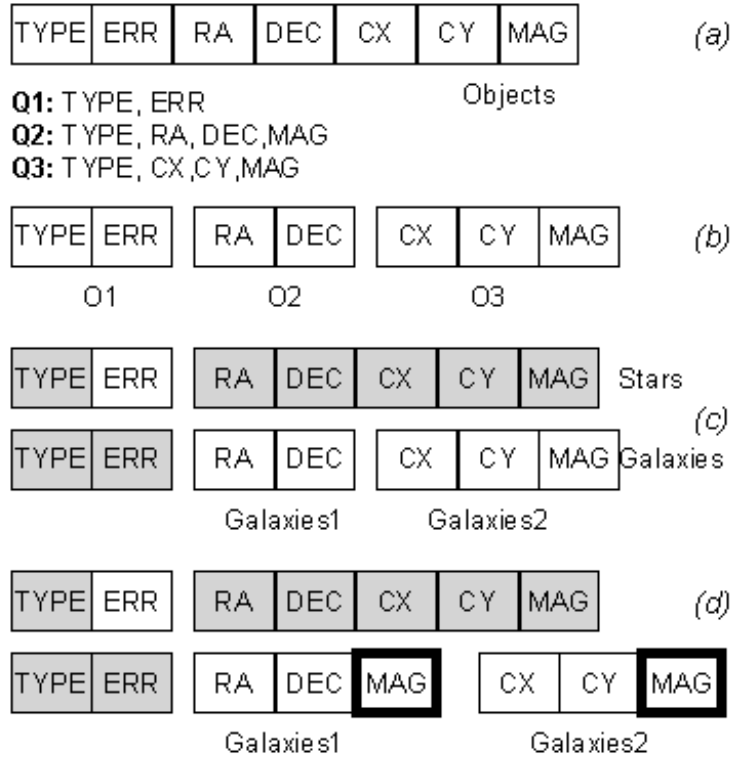 TYPE ERR RA DEC CX CY MAG (a)
Objects
Q1: TYPE, ERR
Q2: TYPE, RA, DEC,MAG
Q3: TYPE, CX,CY,MAG
TYPE ERR RA DEC CX CY MAG (b)
O1 O2 O3
TYPE ERR RA DEC CX CY MAG Stars
(c)
TYPE ERR RA DEC CX CY MAG Galaxies
Galaxies1 Galaxies2
TYPE ERR RA DEC CX CY MAG (d)
TYPE ERR RA DEC MAG CX CY MAG
Galaxies1 Galaxies2